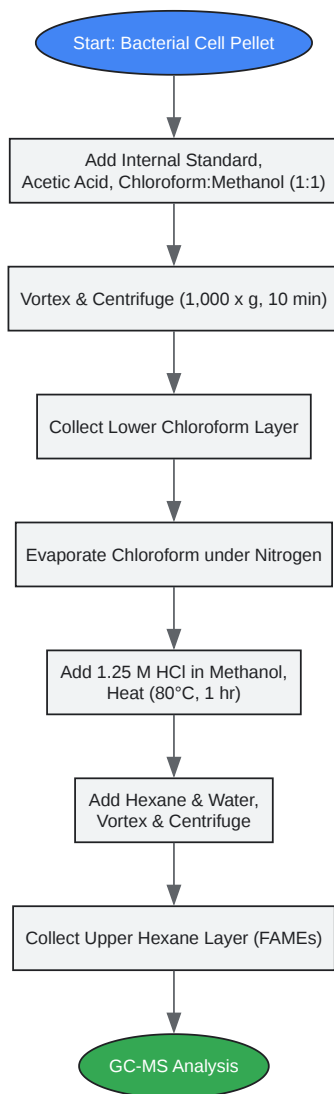 Start: Bacterial Cell Pellet
Add Internal Standard,
Acetic Acid, Chloroform:Methanol (1:1)
Vortex & Centrifuge (1,000 x g, 10 min)
Collect Lower Chloroform Layer
Evaporate Chloroform under Nitrogen
Add 1.25 M HCl in Methanol,
Heat (80°C, 1 hr)
Add Hexane & Water,
Vortex & Centrifuge
Collect Upper Hexane Layer (FAMEs)
GC-MS Analysis